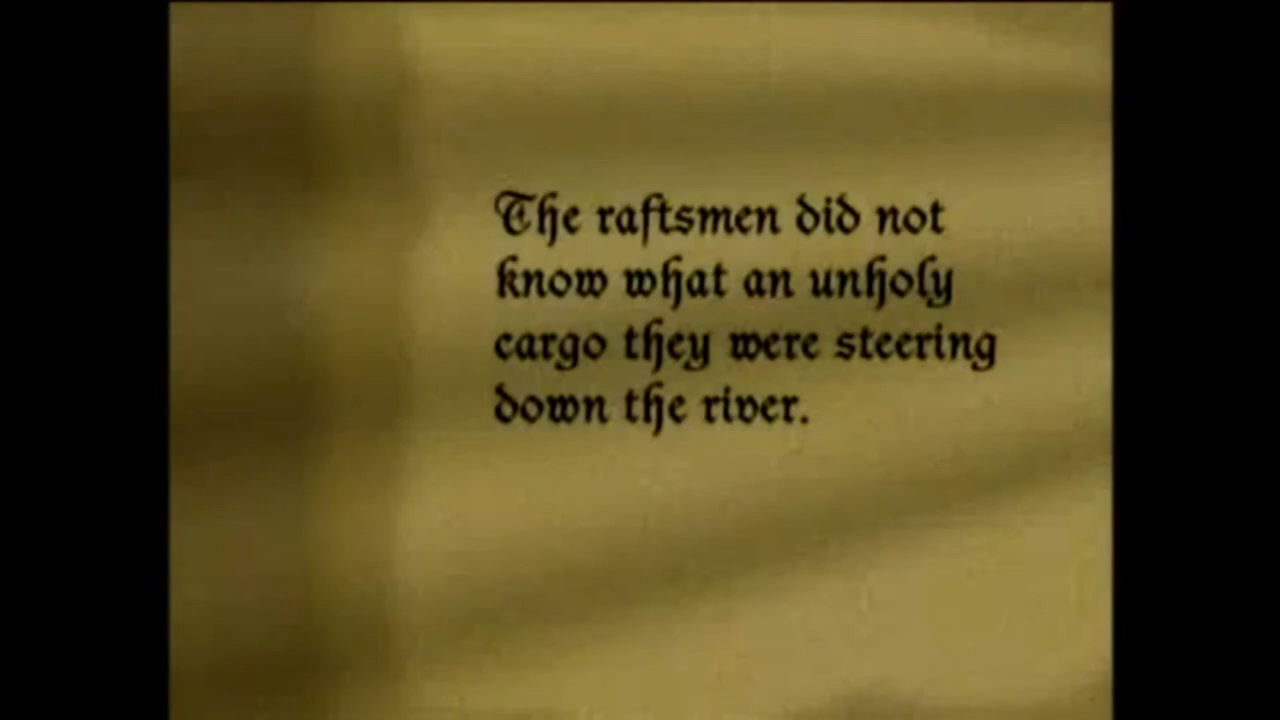 The raftsmen did not
know what an unholy
cargo they were steering
down the river.